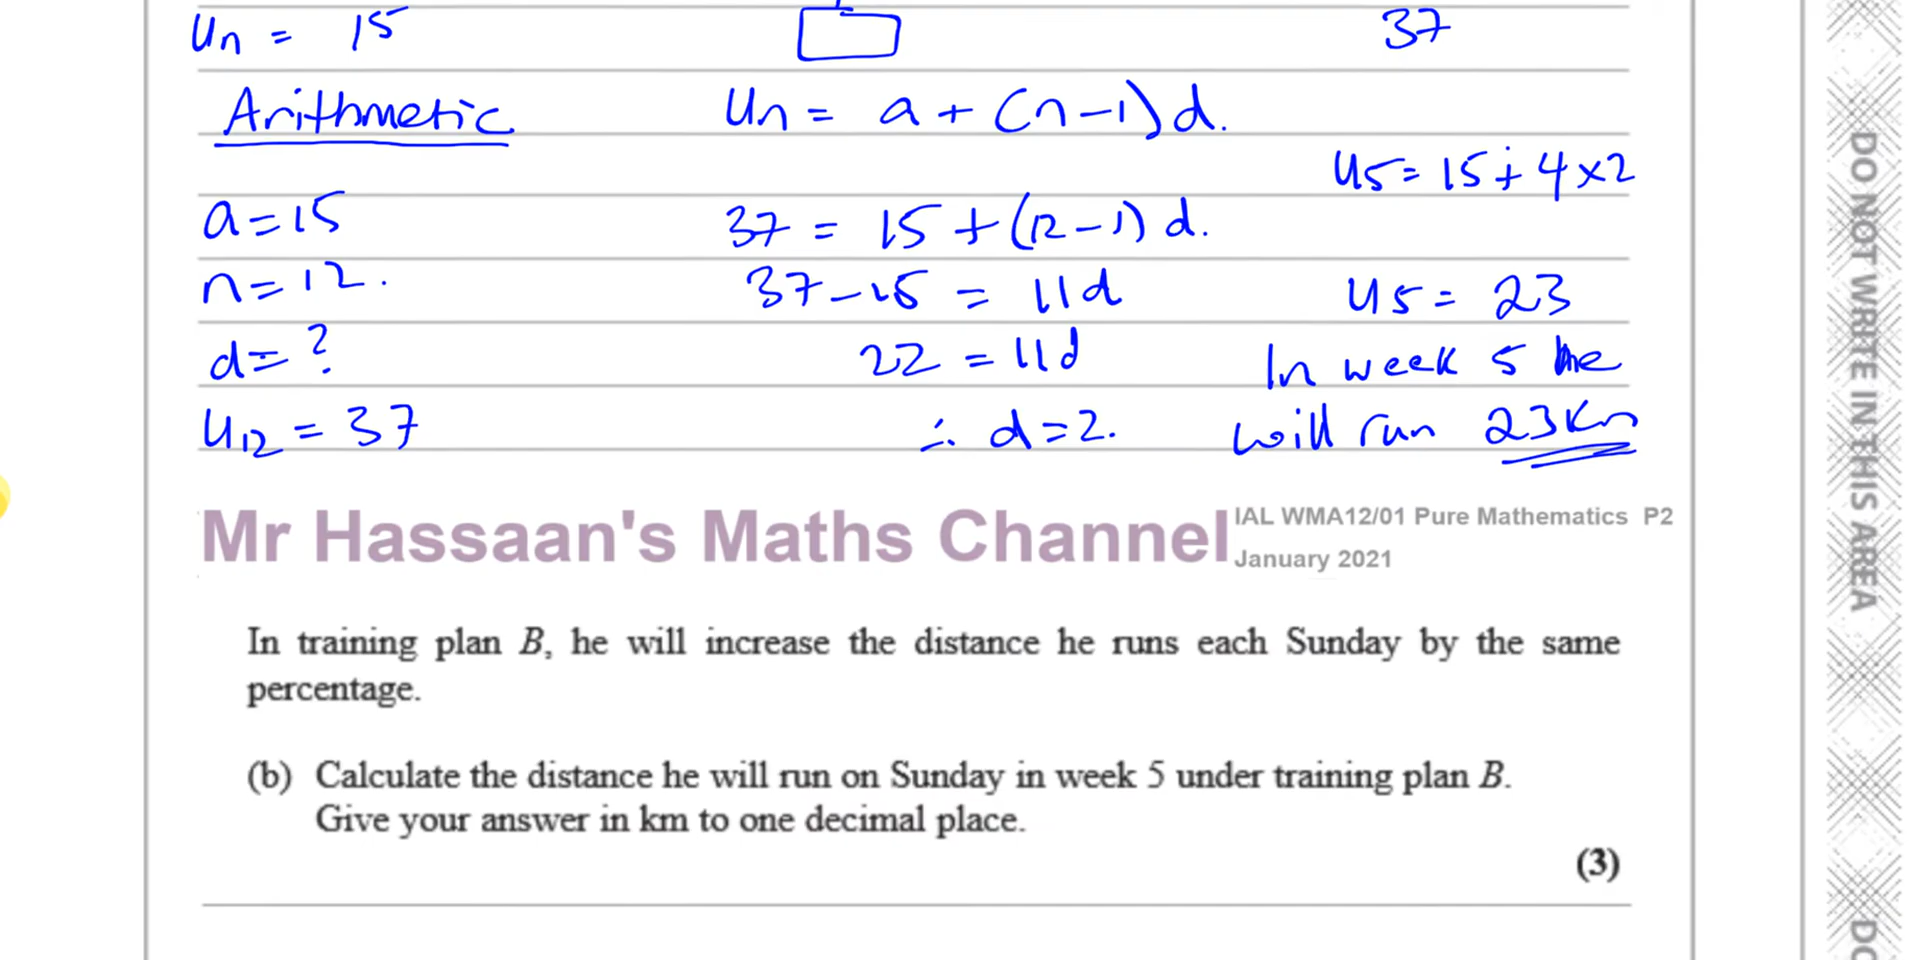 Un = 15 37
Arithmetic Un = a + (n-1)d.
U5 = 15 + 4×2
a = 15 37 = 15 + (12-1) d.
n = 12. 37-15 = 11d U5 = 23
d = ? 22 = 11d In week 5 he
U12 = 37 ∴ d = 2. will run 23km
Mr Hassaan's Maths Channel IAL WMA12/01 Pure Mathematics P2
January 2021
In training plan B, he will increase the distance he runs each Sunday by the same
percentage.
(b) Calculate the distance he will run on Sunday in week 5 under training plan B.
Give your answer in km to one decimal place.
(3)
DO NOT WRITE IN THIS AREA
DO